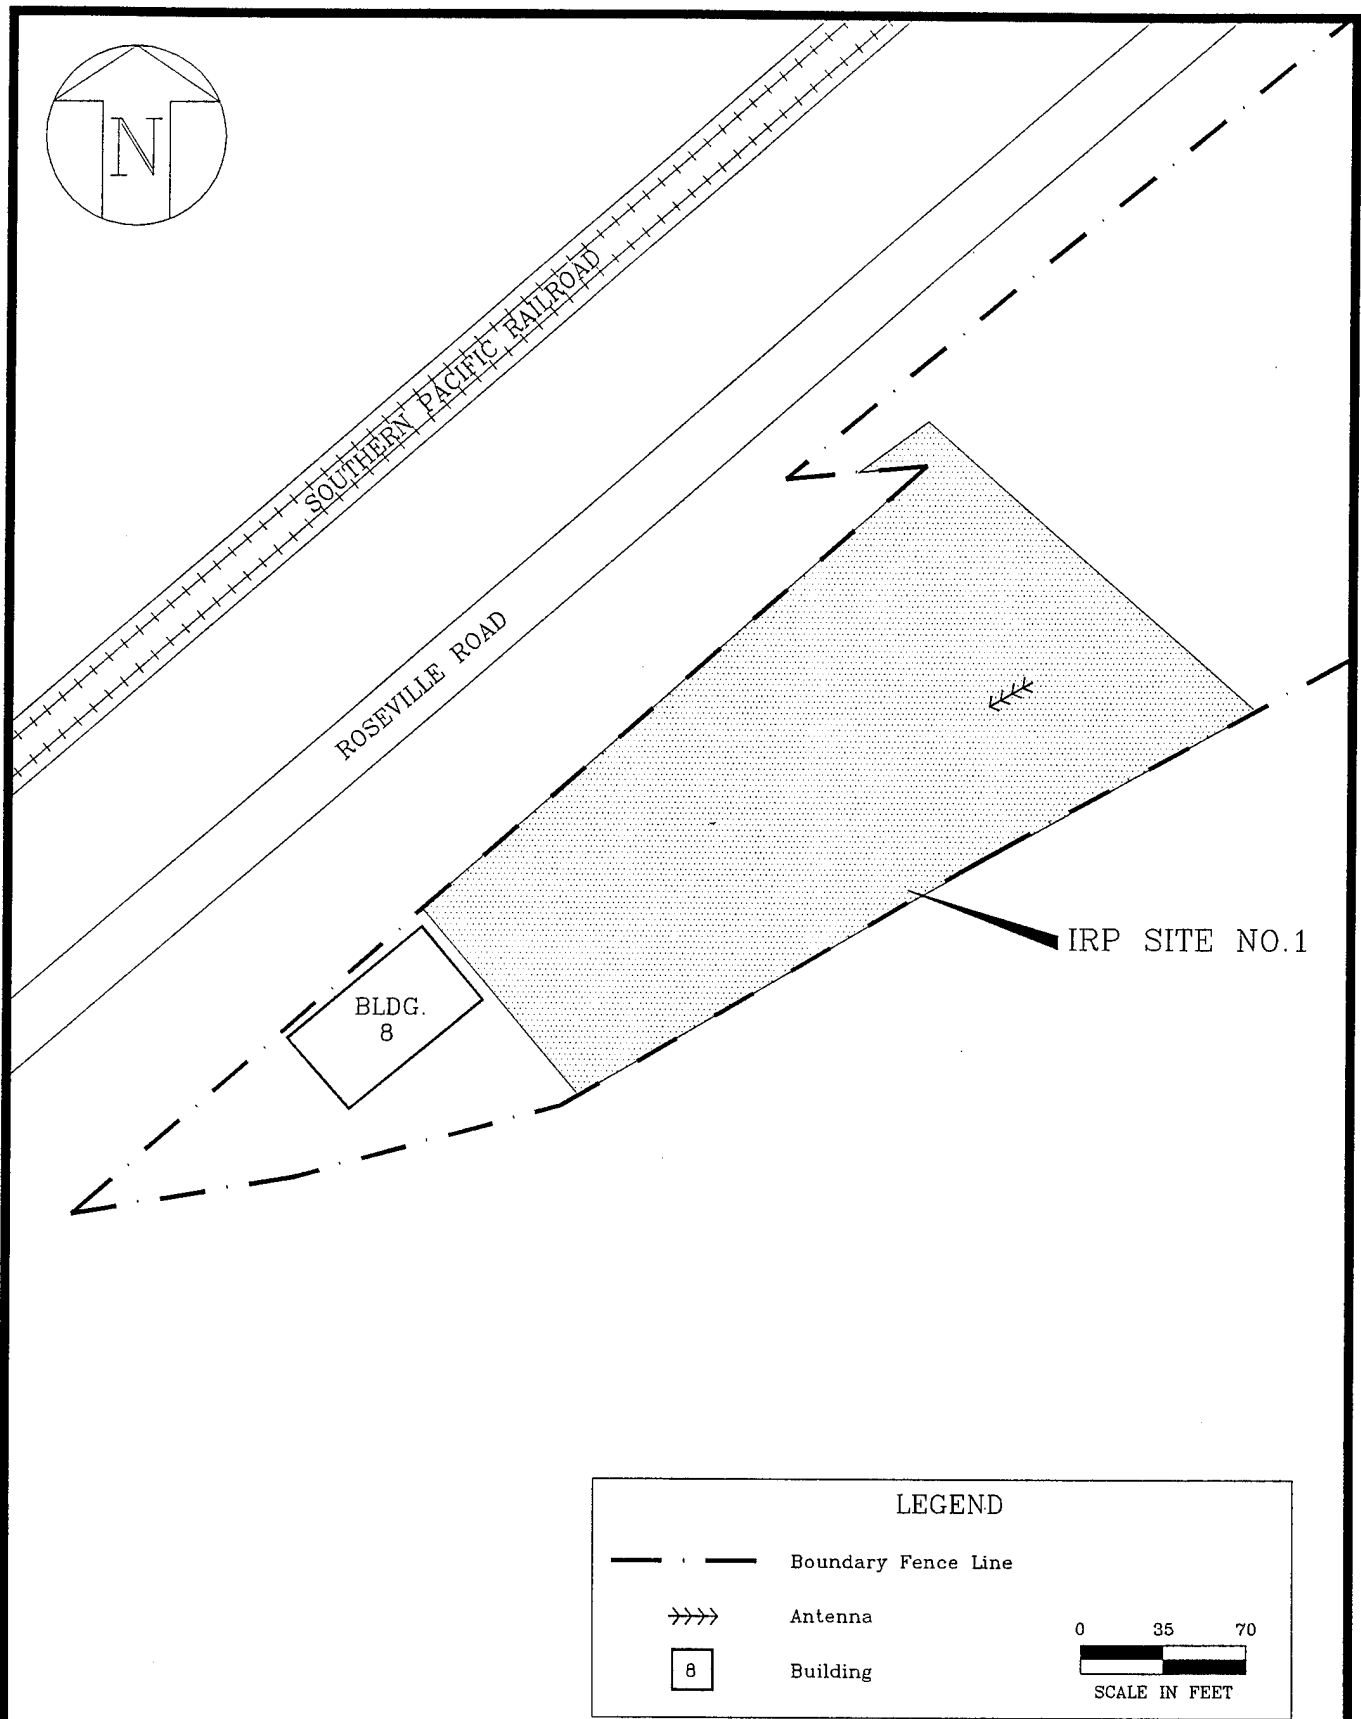 N
SOUTHERN PACIFIC RAILROAD
ROSEVILLE ROAD
IRP SITE NO.1
BLDG.
8
LEGEND
Boundary Fence Line
Antenna
8 Building
0 35 70
SCALE IN FEET